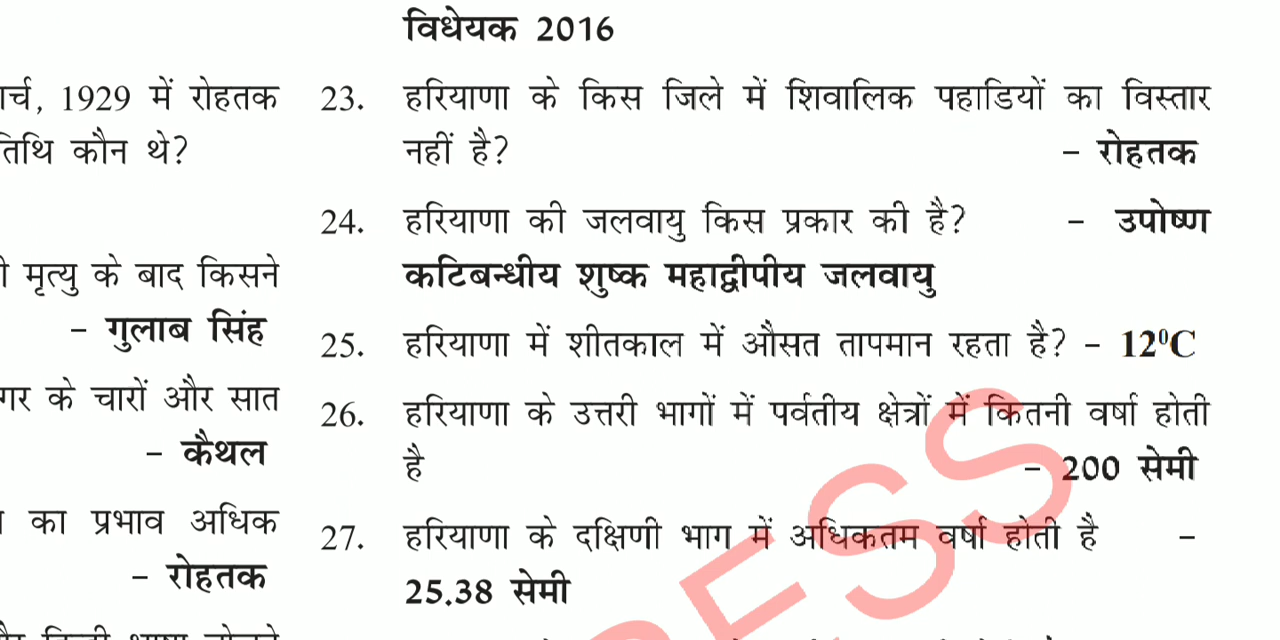 र्च, 1929 में रोहतक
तिथि कौन थे?
मृत्यु के बाद किसने
– गुलाब सिंह
गर के चारों और सात
– कैथल
का प्रभाव अधिक
– रोहतक
विधेयक 2016
23. हरियाणा के किस जिले में शिवालिक पहाडियों का विस्तार
नहीं है? – रोहतक
24. हरियाणा की जलवायु किस प्रकार की है? – उपोष्ण
कटिबन्धीय शुष्क महाद्वीपीय जलवायु
25. हरियाणा में शीतकाल में औसत तापमान रहता है? – 12⁰C
26. हरियाणा के उत्तरी भागों में पर्वतीय क्षेत्रों में कितनी वर्षा होती
है – 200 सेमी
27. हरियाणा के दक्षिणी भाग में अधिकतम वर्षा होती है –
25.38 सेमी
ESS